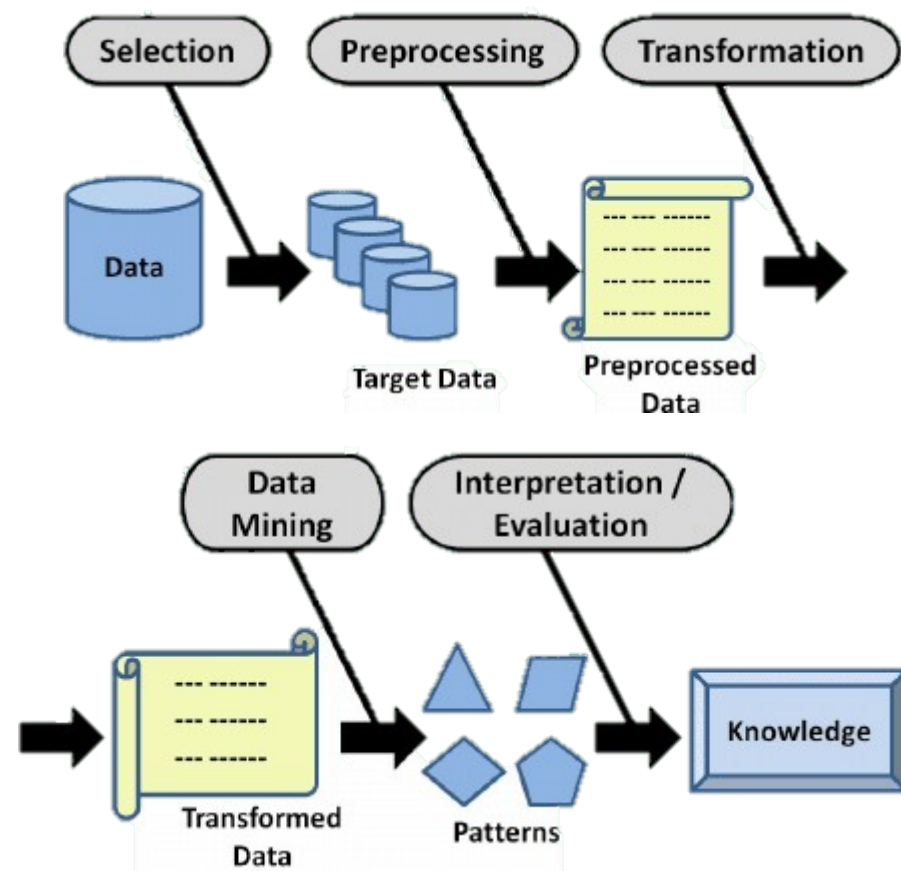 Selection
Preprocessing
Transformation
Data
Target Data
Preprocessed
Data
Data
Mining
Interpretation /
Evaluation
Knowledge
Transformed
Data
Patterns